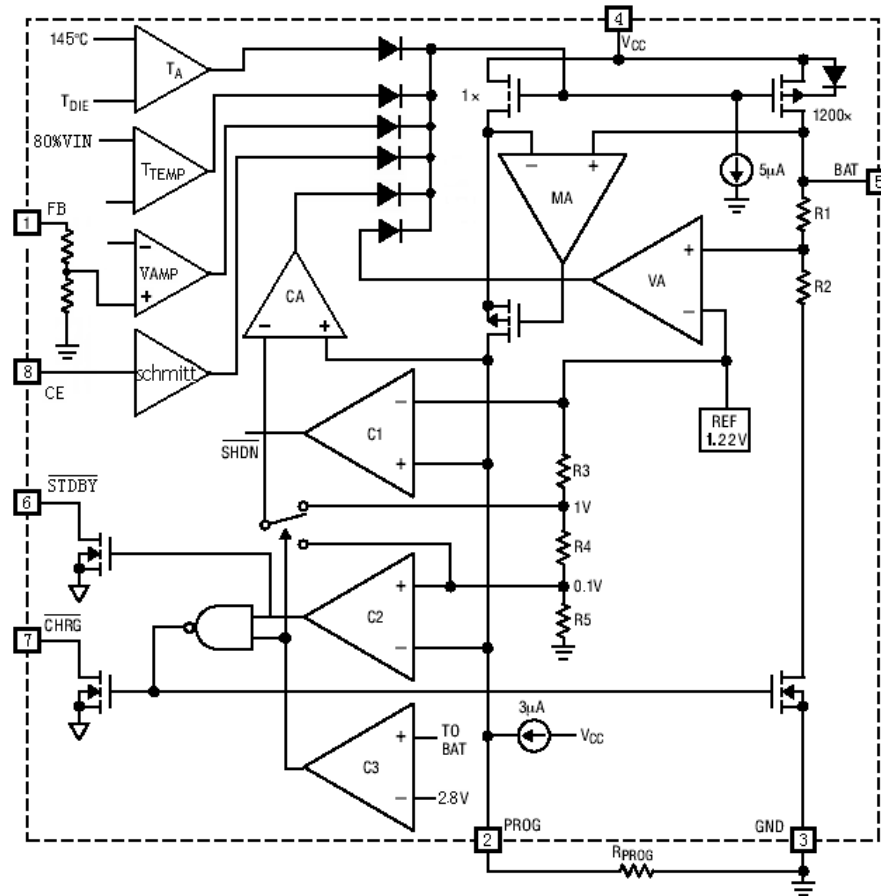 4
VCC
145°C
TA
TDIE
1×
1200×
80%VIN
TTEMP
5µA
BAT
5
− +
MA
1
FB
R1
−
VAMP
+
+
VA
−
R2
CA
− +
8
CE
schmitt
REF
1.22V
−
C1
+
SHDN
R3
STDBY
6
1V
R4
+
C2
−
0.1V
R5
CHRG
7
3µA
VCC
+
C3
−
TO
BAT
2.8V
2
PROG
GND
3
RPROG